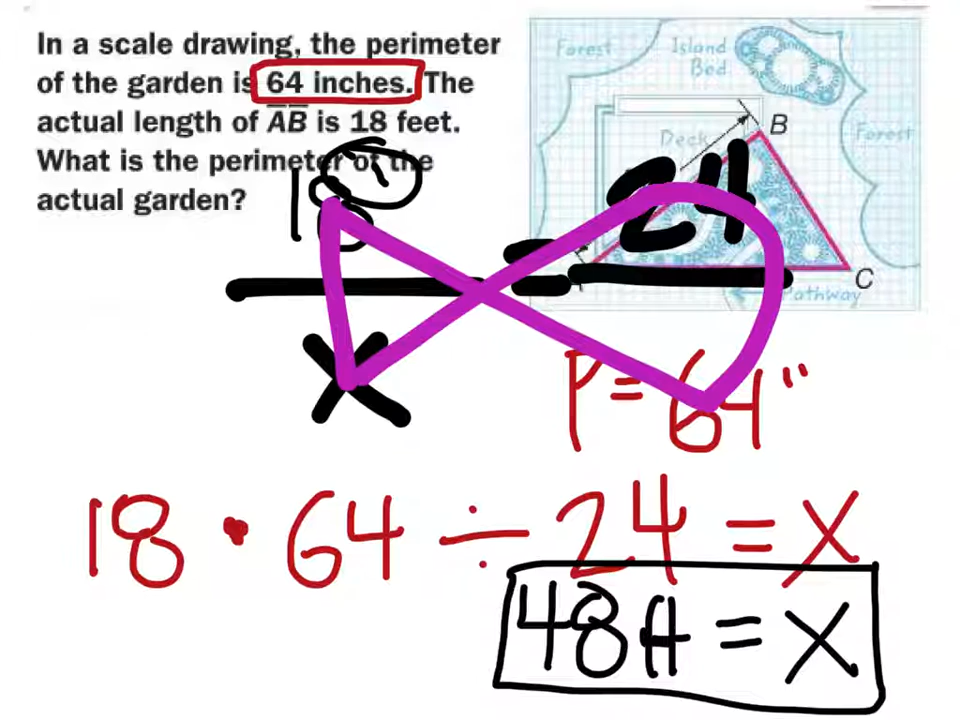 In a scale drawing, the perimeter
of the garden is 64 inches. The
actual length of AB is 18 feet.
What is the perimeter of the
actual garden?
Forest
Island
Bed
Deck
B
Forest
C
Pathway
18' = 24
X
P = 64"
18 • 64 ÷ 24 = X
48ft = X